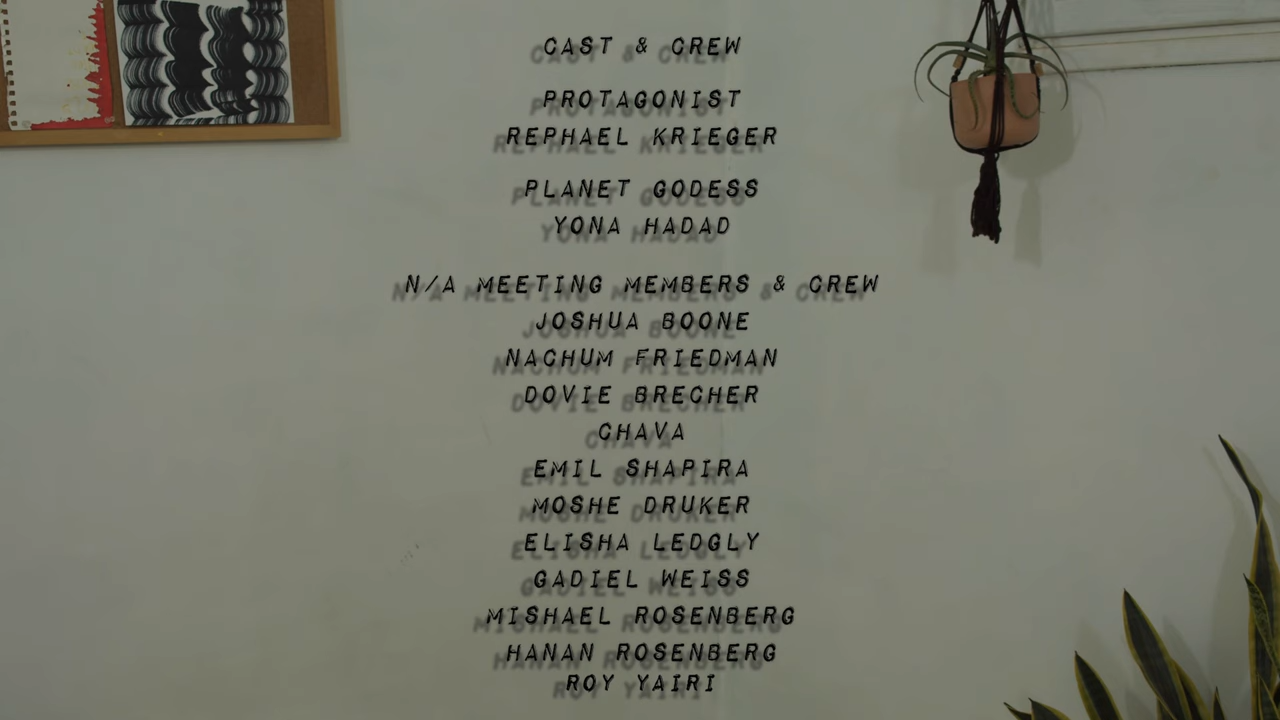 CAST & CREW
PROTAGONIST
REPHAEL KRIEGER
PLANET GODESS
YONA HADAD
N/A MEETING MEMBERS & CREW
JOSHUA BOONE
NACHUM FRIEDMAN
DOVIE BRECHER
CHAVA
EMIL SHAPIRA
MOSHE DRUKER
ELISHA LEDGLY
GADIEL WEISS
MISHAEL ROSENBERG
HANAN ROSENBERG
ROY YAIRI